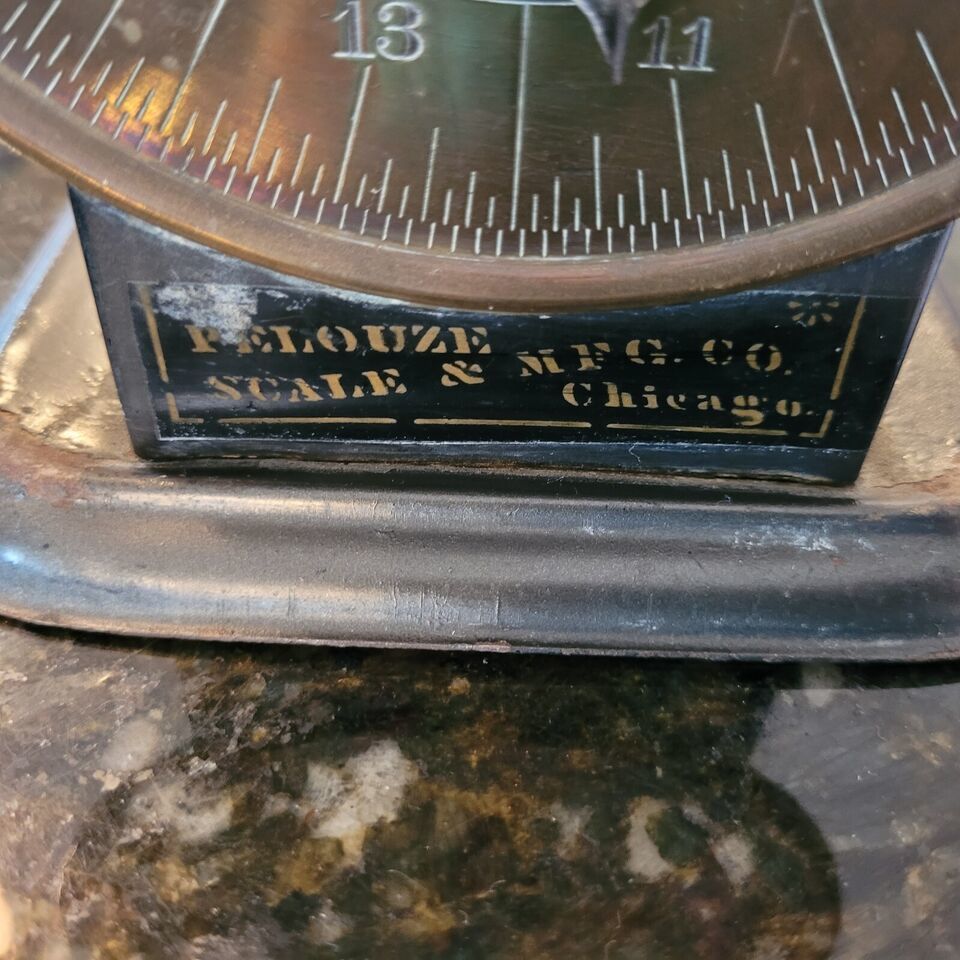 13 11
PELOUZE
SCALE & MFG. CO.
Chicago.